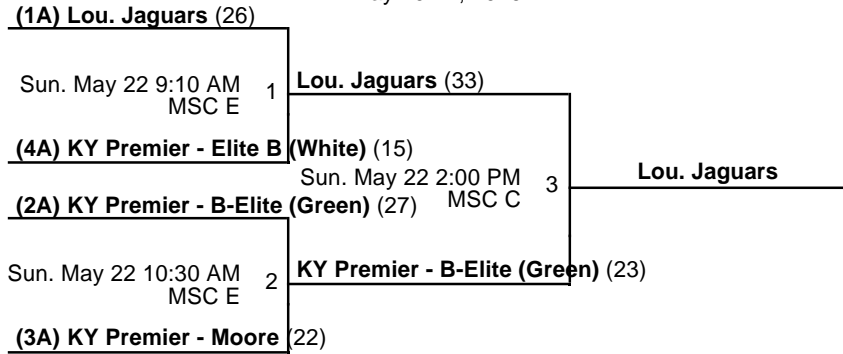 (1A) Lou. Jaguars (26)
Sun. May 22 9:10 AM 1
MSC E
Lou. Jaguars (33)
(4A) KY Premier - Elite B (White) (15)
Sun. May 22 2:00 PM 3
MSC C
Lou. Jaguars
(2A) KY Premier - B-Elite (Green) (27)
Sun. May 22 10:30 AM 2
MSC E
KY Premier - B-Elite (Green) (23)
(3A) KY Premier - Moore (22)